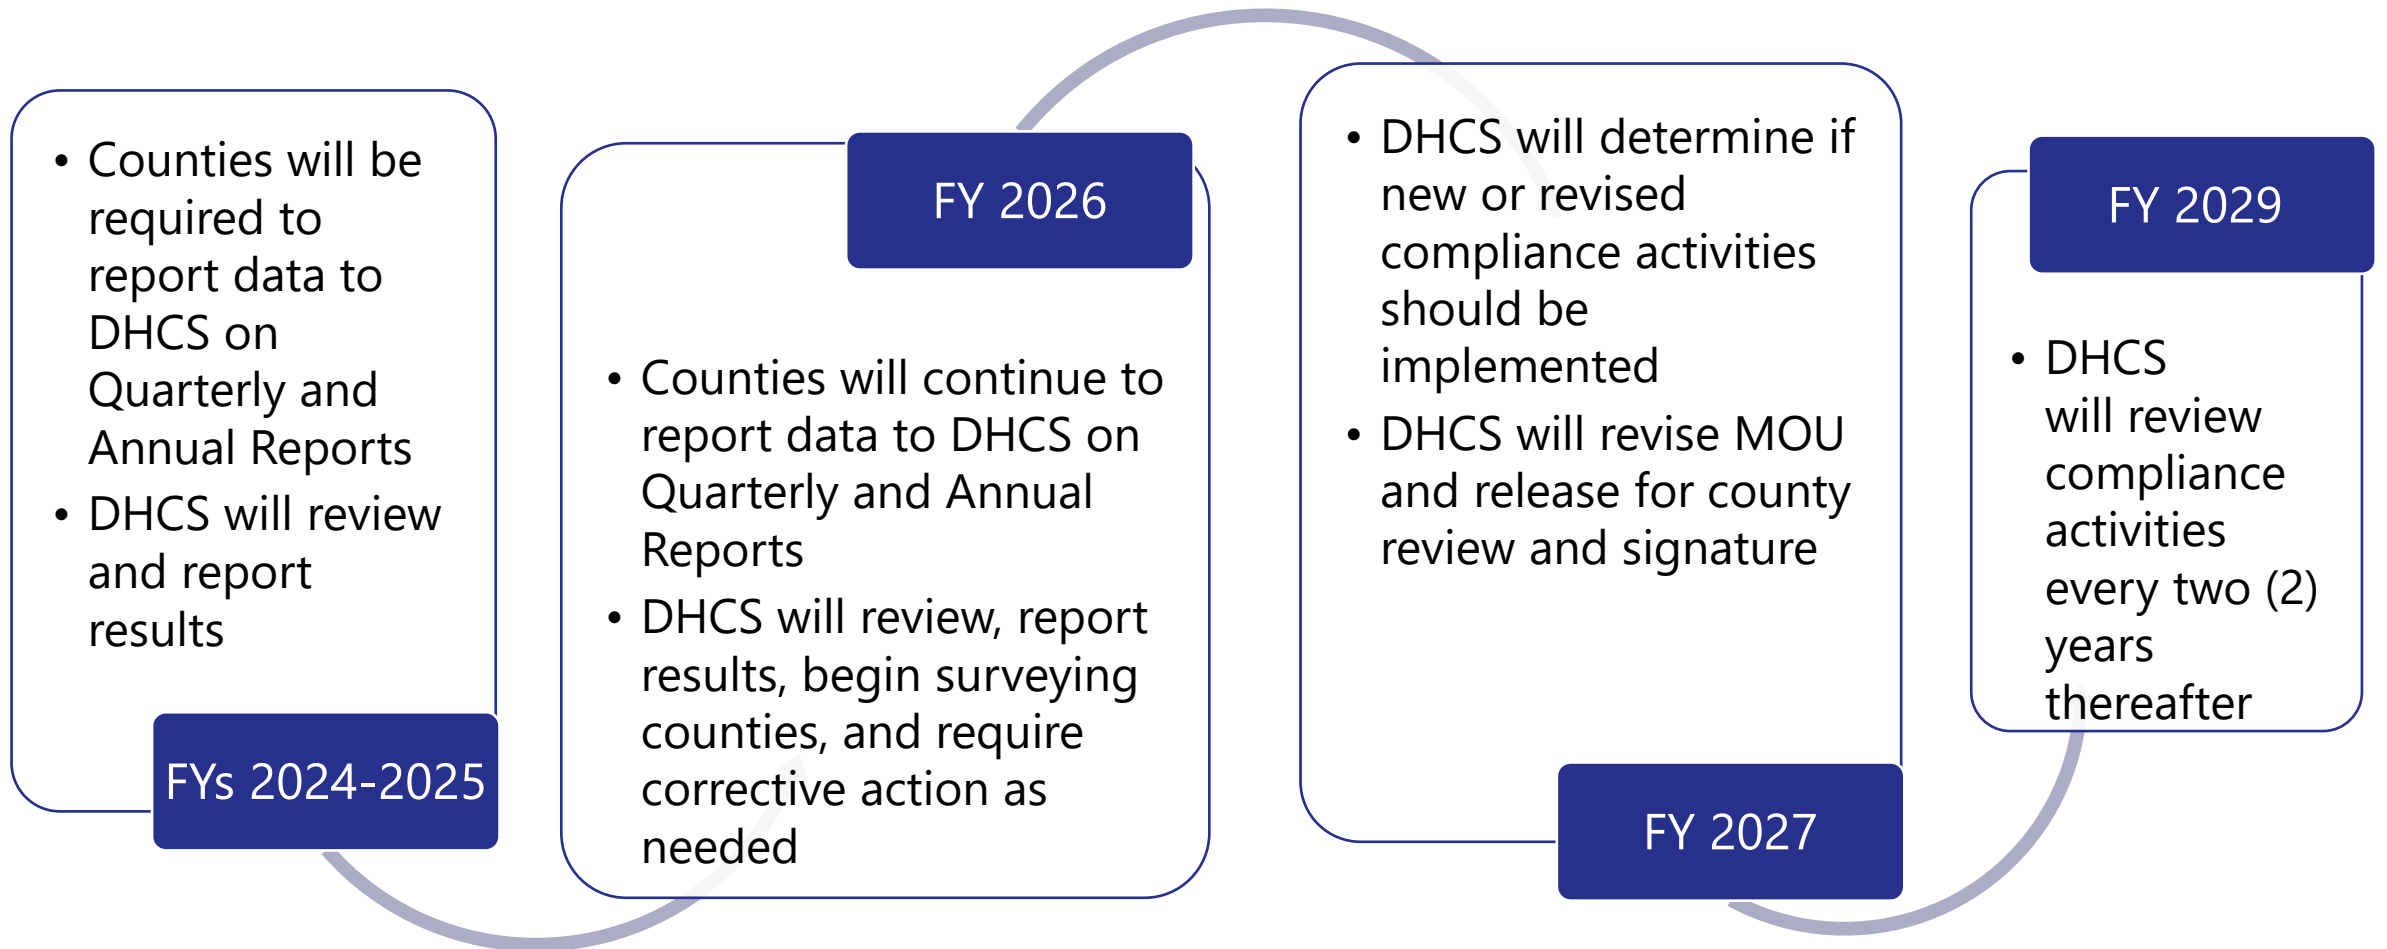 • Counties will be
required to
report data to
DHCS on
Quarterly and
Annual Reports
• DHCS will review
and report
results
FYs 2024-2025
FY 2026
• Counties will continue to
report data to DHCS on
Quarterly and Annual
Reports
• DHCS will review, report
results, begin surveying
counties, and require
corrective action as
needed
• DHCS will determine if
new or revised
compliance activities
should be
implemented
• DHCS will revise MOU
and release for county
review and signature
FY 2027
FY 2029
• DHCS
will review
compliance
activities
every two (2)
years
thereafter